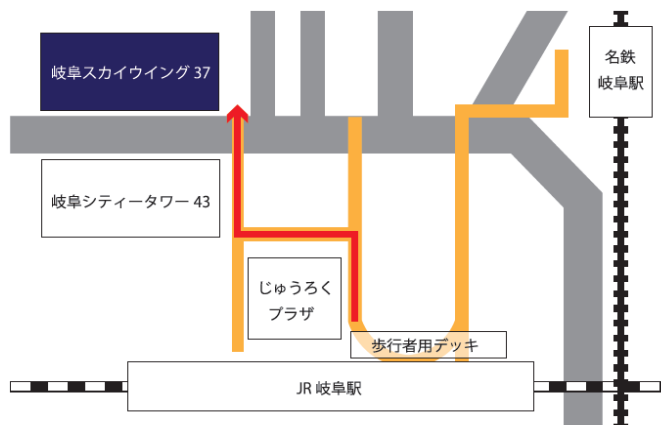 岐阜スカイウイング 37
名鉄
岐阜駅
岐阜シティータワー 43
じゅうろく
プラザ
歩行者用デッキ
JR 岐阜駅